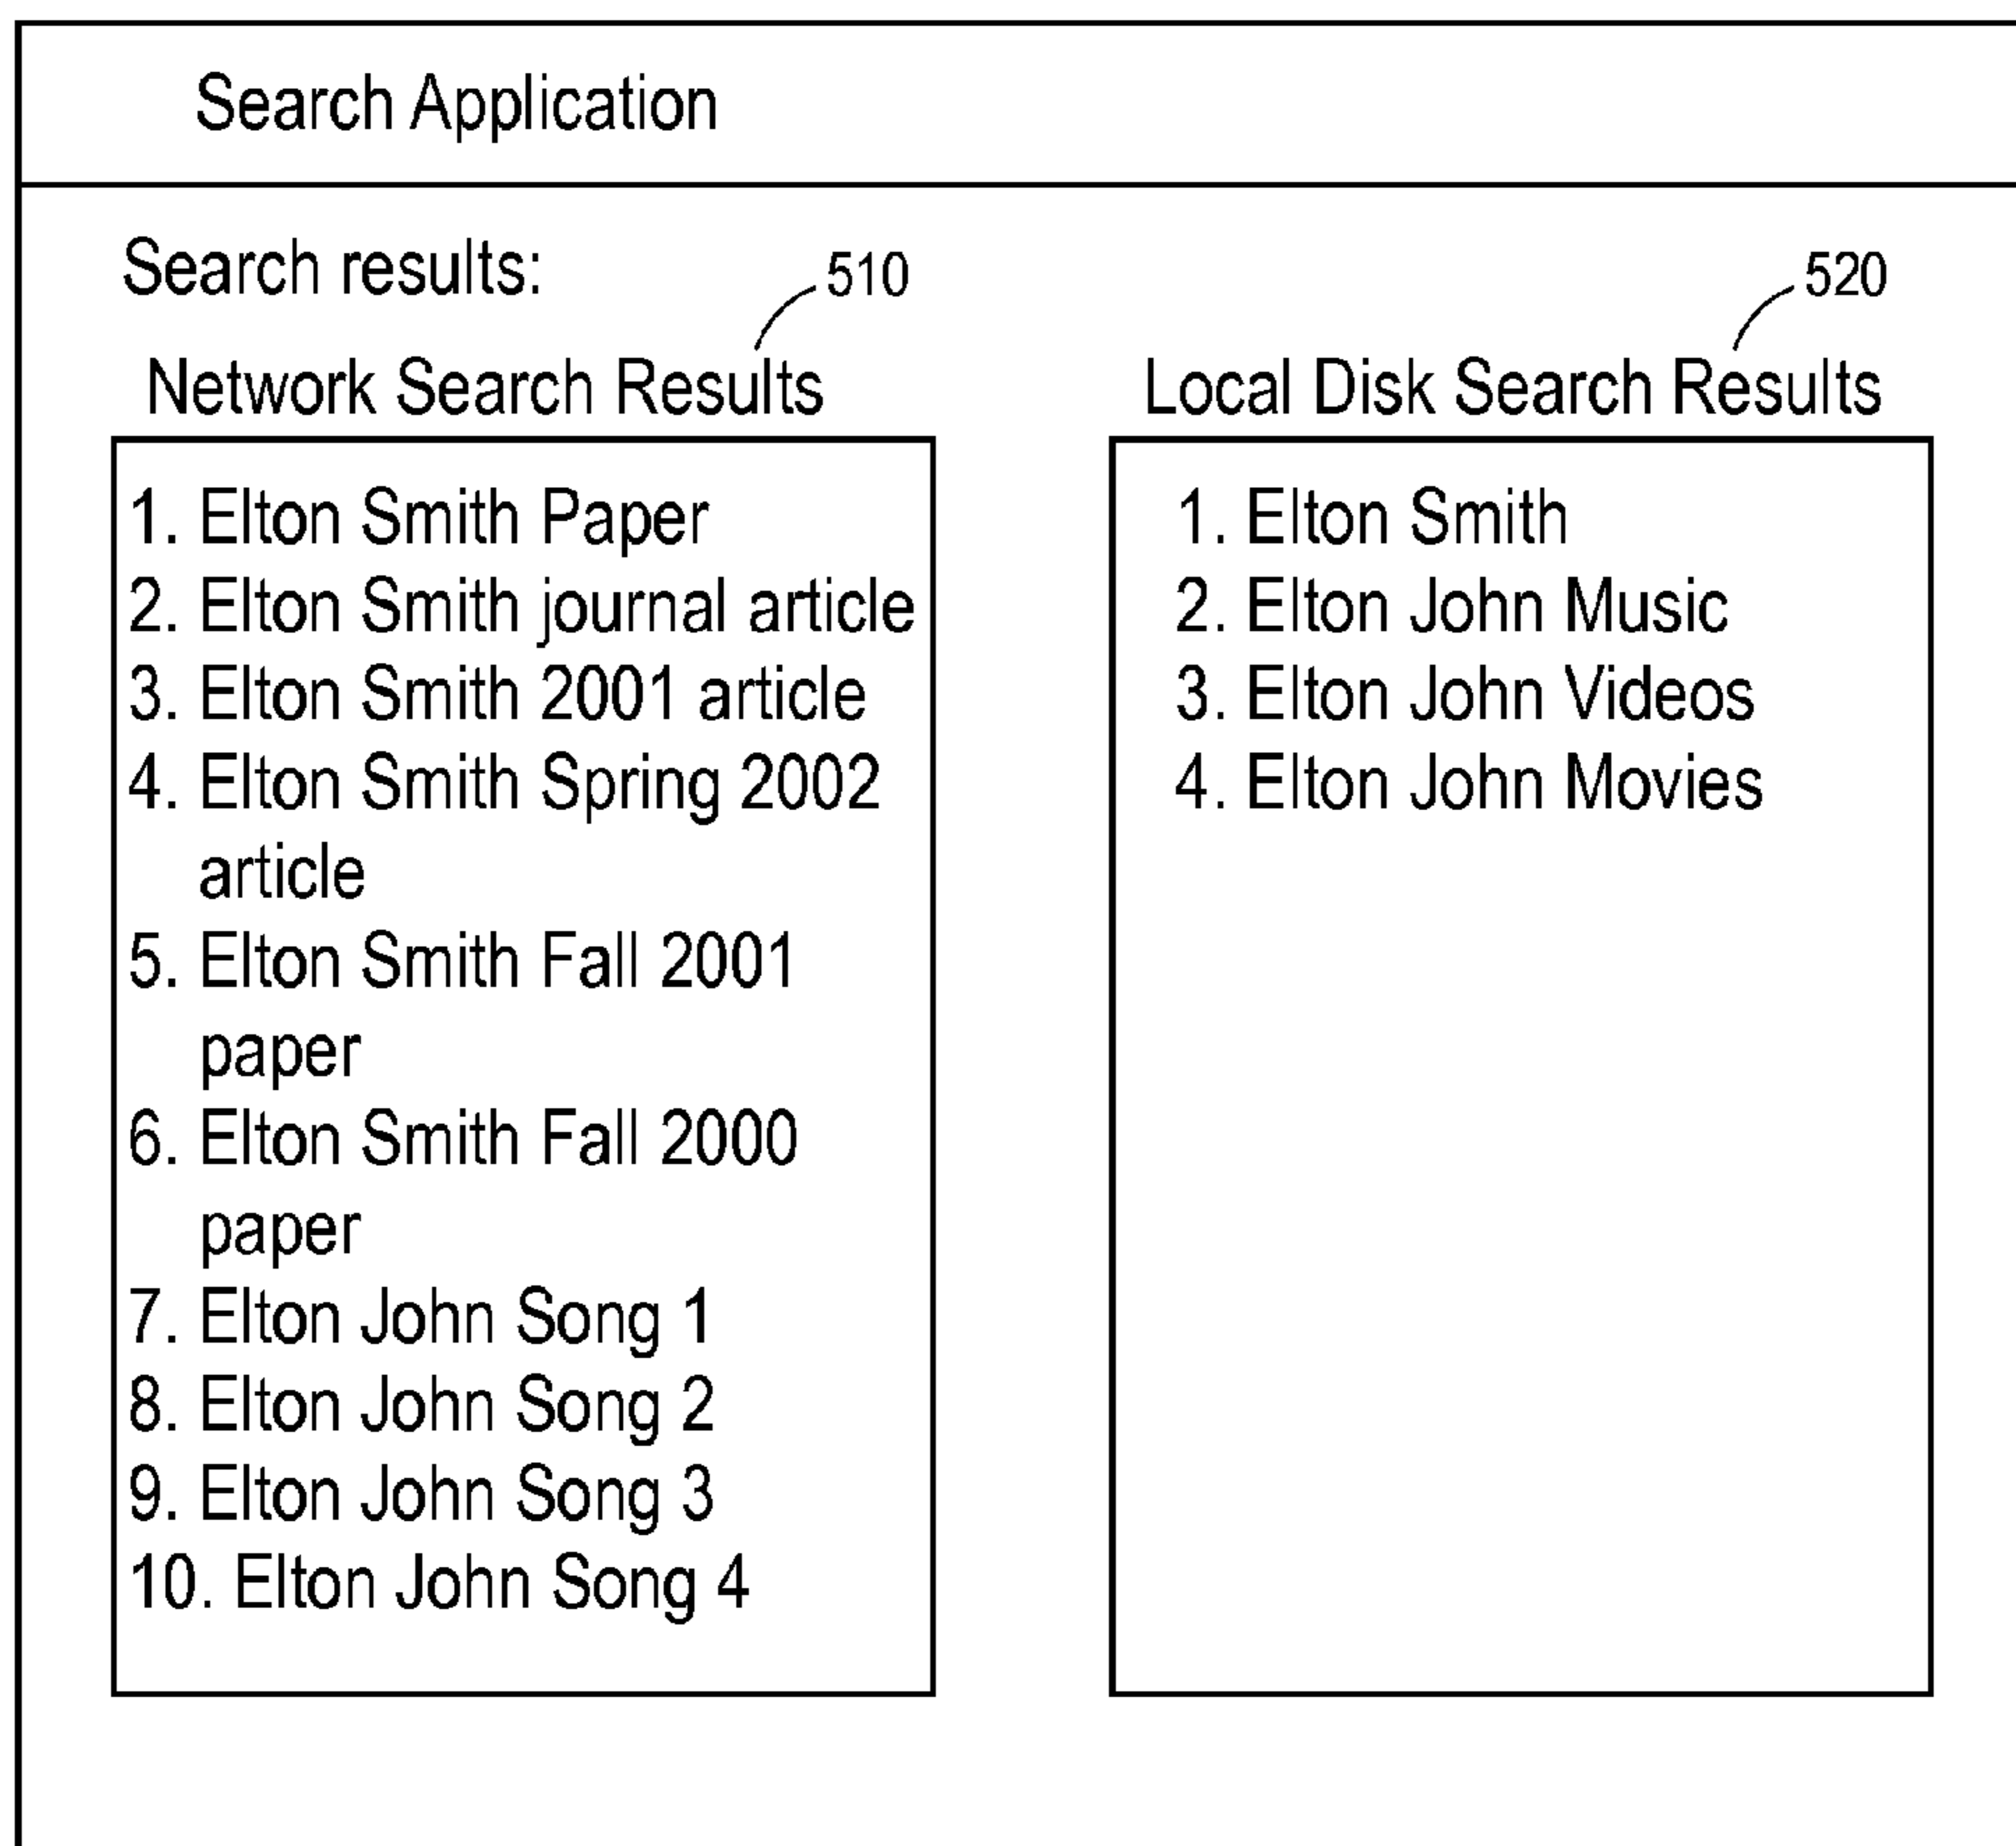 Search Application
Search results:
510
Network Search Results
1. Elton Smith Paper
2. Elton Smith journal article
3. Elton Smith 2001 article
4. Elton Smith Spring 2002
article
5. Elton Smith Fall 2001
paper
6. Elton Smith Fall 2000
paper
7. Elton John Song 1
8. Elton John Song 2
9. Elton John Song 3
10. Elton John Song 4
520
Local Disk Search Results
1. Elton Smith
2. Elton John Music
3. Elton John Videos
4. Elton John Movies